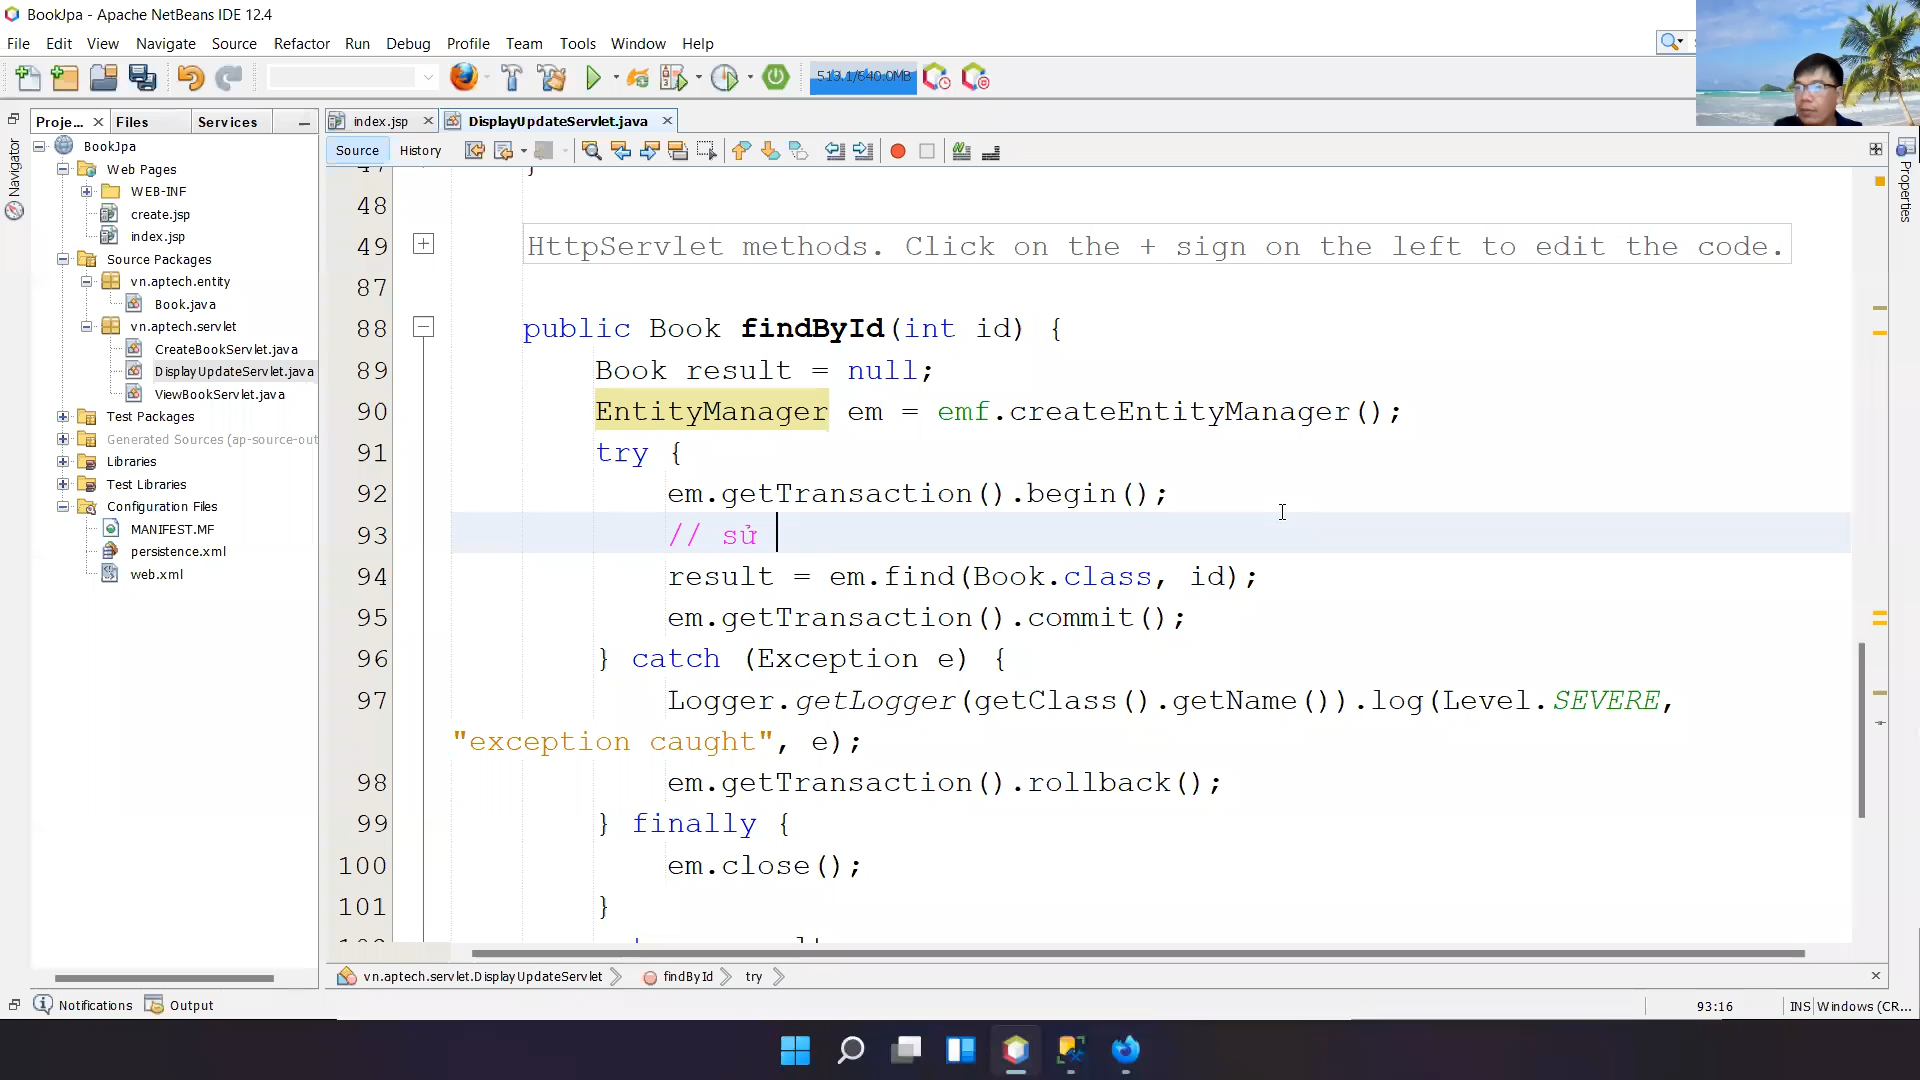 BookJpa - Apache NetBeans IDE 12.4
File Edit View Navigate Source Refactor Run Debug Profile Team Tools Window Help
513.1/640.0MB
Proje... Files Services
index.jsp DisplayUpdateServlet.java
Source History
Navigator
Properties
BookJpa
Web Pages
WEB-INF
create.jsp
index.jsp
Source Packages
vn.aptech.entity
Book.java
vn.aptech.servlet
CreateBookServlet.java
DisplayUpdateServlet.java
ViewBookServlet.java
Test Packages
Generated Sources (ap-source-out
Libraries
Test Libraries
Configuration Files
MANIFEST.MF
persistence.xml
web.xml
47 }
48
49 HttpServlet methods. Click on the + sign on the left to edit the code.
87
88 public Book findById(int id) {
89 Book result = null;
90 EntityManager em = emf.createEntityManager();
91 try {
92 em.getTransaction().begin();
93 // sử
94 result = em.find(Book.class, id);
95 em.getTransaction().commit();
96 } catch (Exception e) {
97 Logger.getLogger(getClass().getName()).log(Level.SEVERE,
"exception caught", e);
98 em.getTransaction().rollback();
99 } finally {
100 em.close();
101 }
vn.aptech.servlet.DisplayUpdateServlet findById try
Notifications Output
93:16 INS Windows (CR...